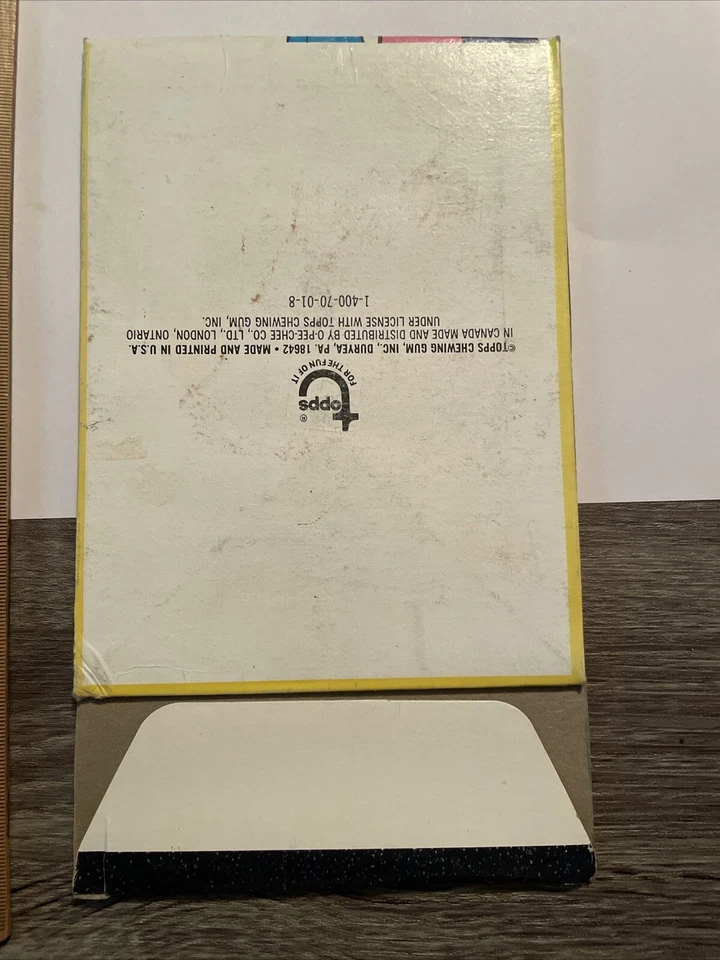 ®
topps
FOR THE FUN OF IT
©TOPPS CHEWING GUM, INC., DURYEA, PA. 18642 • MADE AND PRINTED IN U.S.A.
IN CANADA MADE AND DISTRIBUTED BY O-PEE-CHEE CO., LTD., LONDON, ONTARIO
UNDER LICENSE WITH TOPPS CHEWING GUM, INC.
1-400-70-01-8